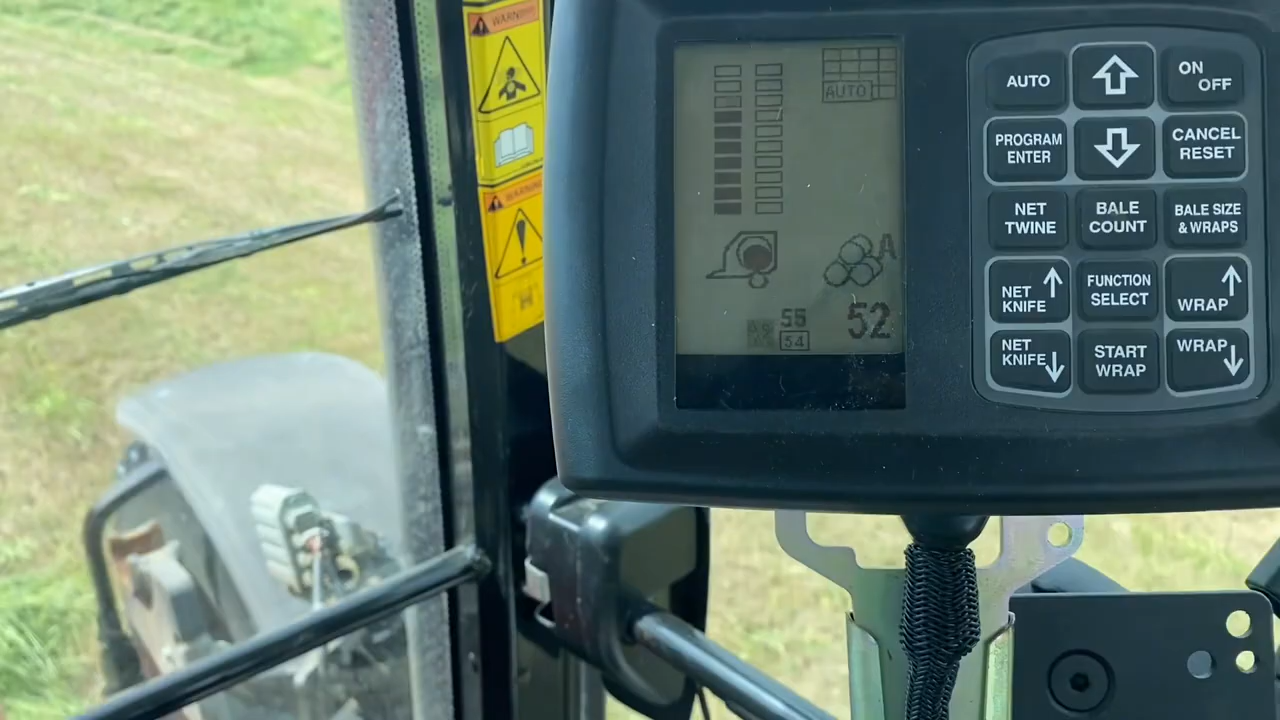 WARNING
WARNING
AUTO
A
55
54
52
AUTO
ON
OFF
PROGRAM
ENTER
CANCEL
RESET
NET
TWINE
BALE
COUNT
BALE SIZE
& WRAPS
NET
KNIFE
FUNCTION
SELECT
WRAP
NET
KNIFE
START
WRAP
WRAP